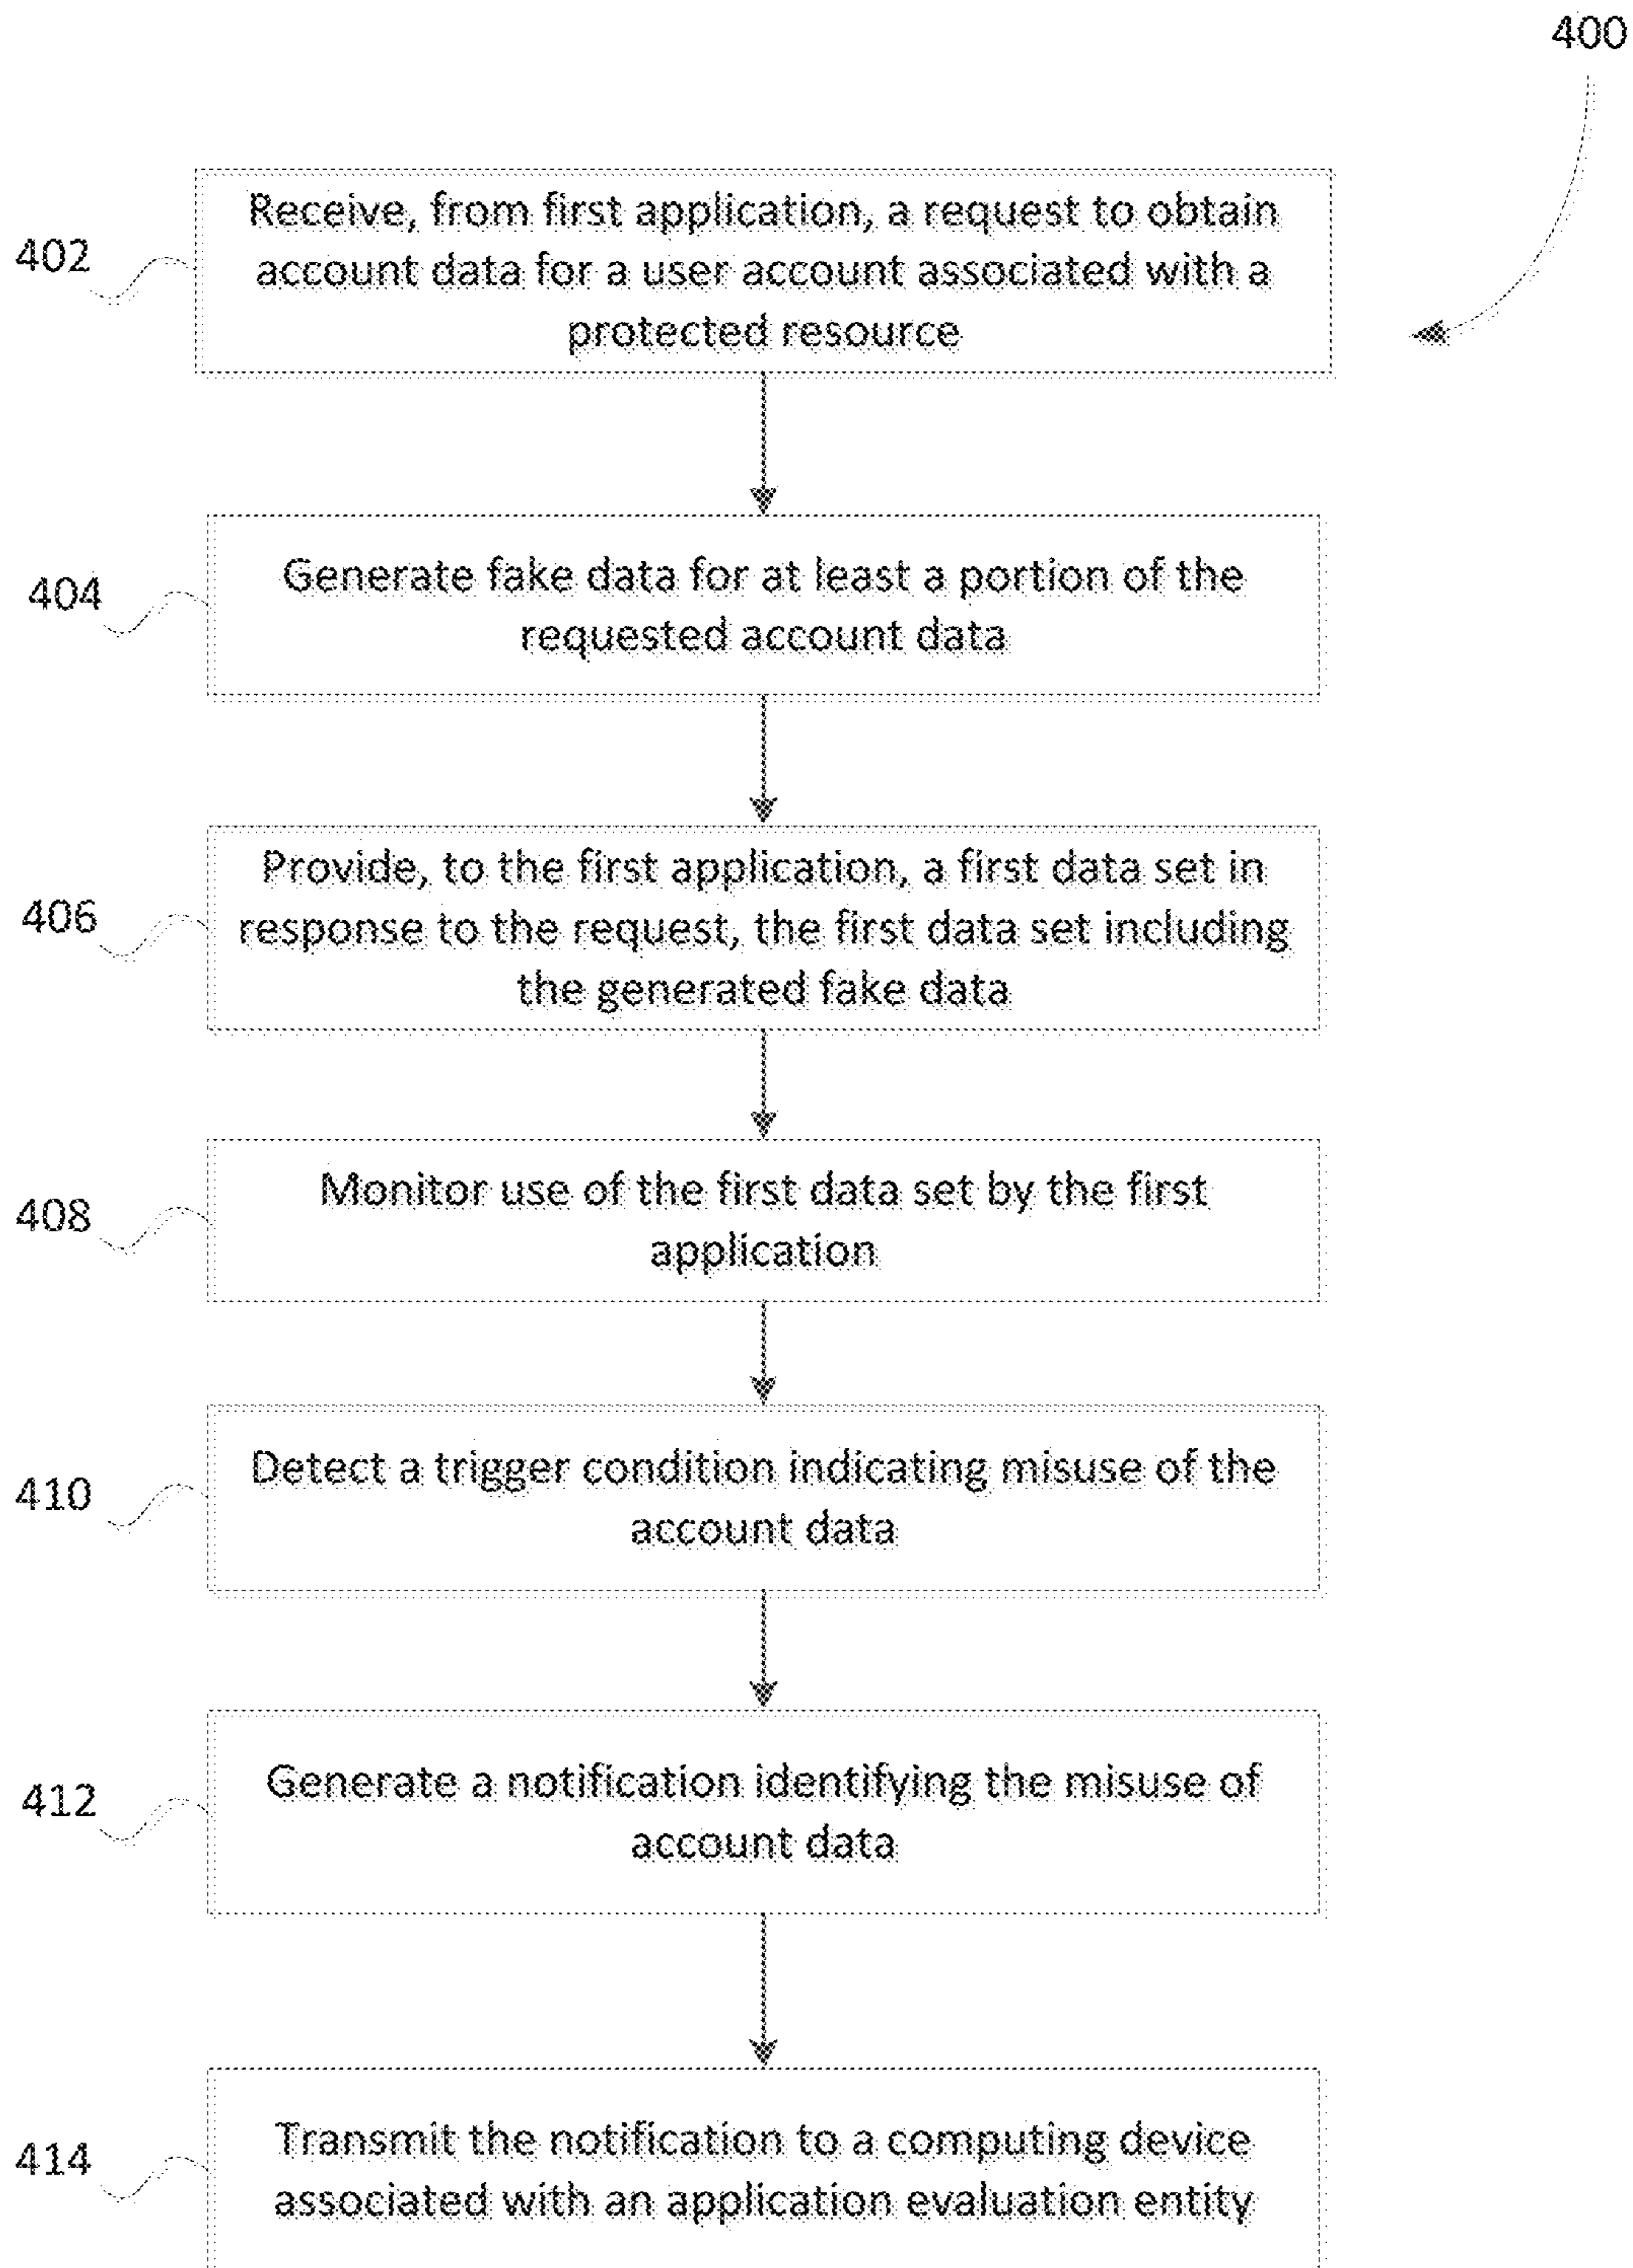 400
402
Receive, from first application, a request to obtain
account data for a user account associated with a
protected resource
404
Generate fake data for at least a portion of the
requested account data
406
Provide, to the first application, a first data set in
response to the request, the first data set including
the generated fake data
408
Monitor use of the first data set by the first
application
410
Detect a trigger condition indicating misuse of the
account data
412
Generate a notification identifying the misuse of
account data
414
Transmit the notification to a computing device
associated with an application evaluation entity